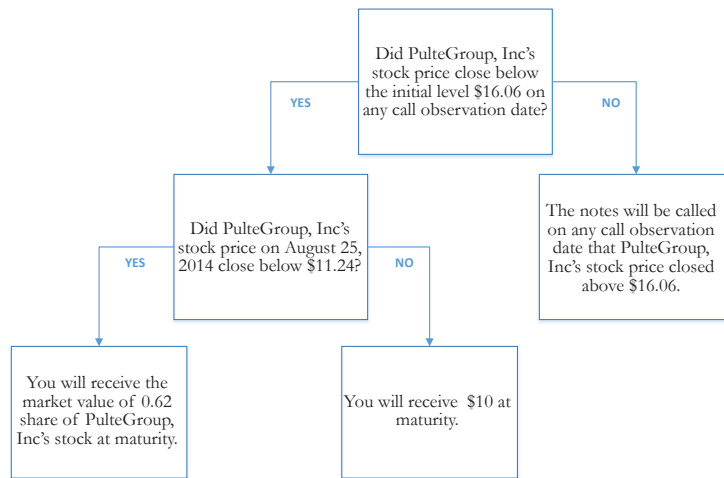 Did PulteGroup, Inc's
stock price close below
the initial level $16.06 on
any call observation date?
YES
NO
Did PulteGroup, Inc's
stock price on August 25,
2014 close below $11.24?
The notes will be called
on any call observation
date that PulteGroup,
Inc's stock price closed
above $16.06.
YES
NO
You will receive the
market value of 0.62
share of PulteGroup,
Inc's stock at maturity.
You will receive $10 at
maturity.